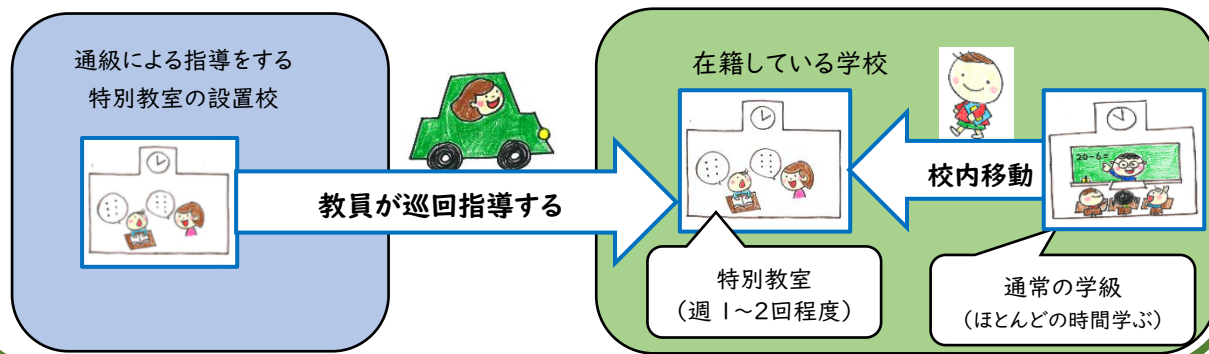 通級による指導をする
特別教室の設置校
在籍している学校
教員が巡回指導する
校内移動
20-6=
特別教室
(週 1～2回程度)
通常の学級
(ほとんどの時間学ぶ)